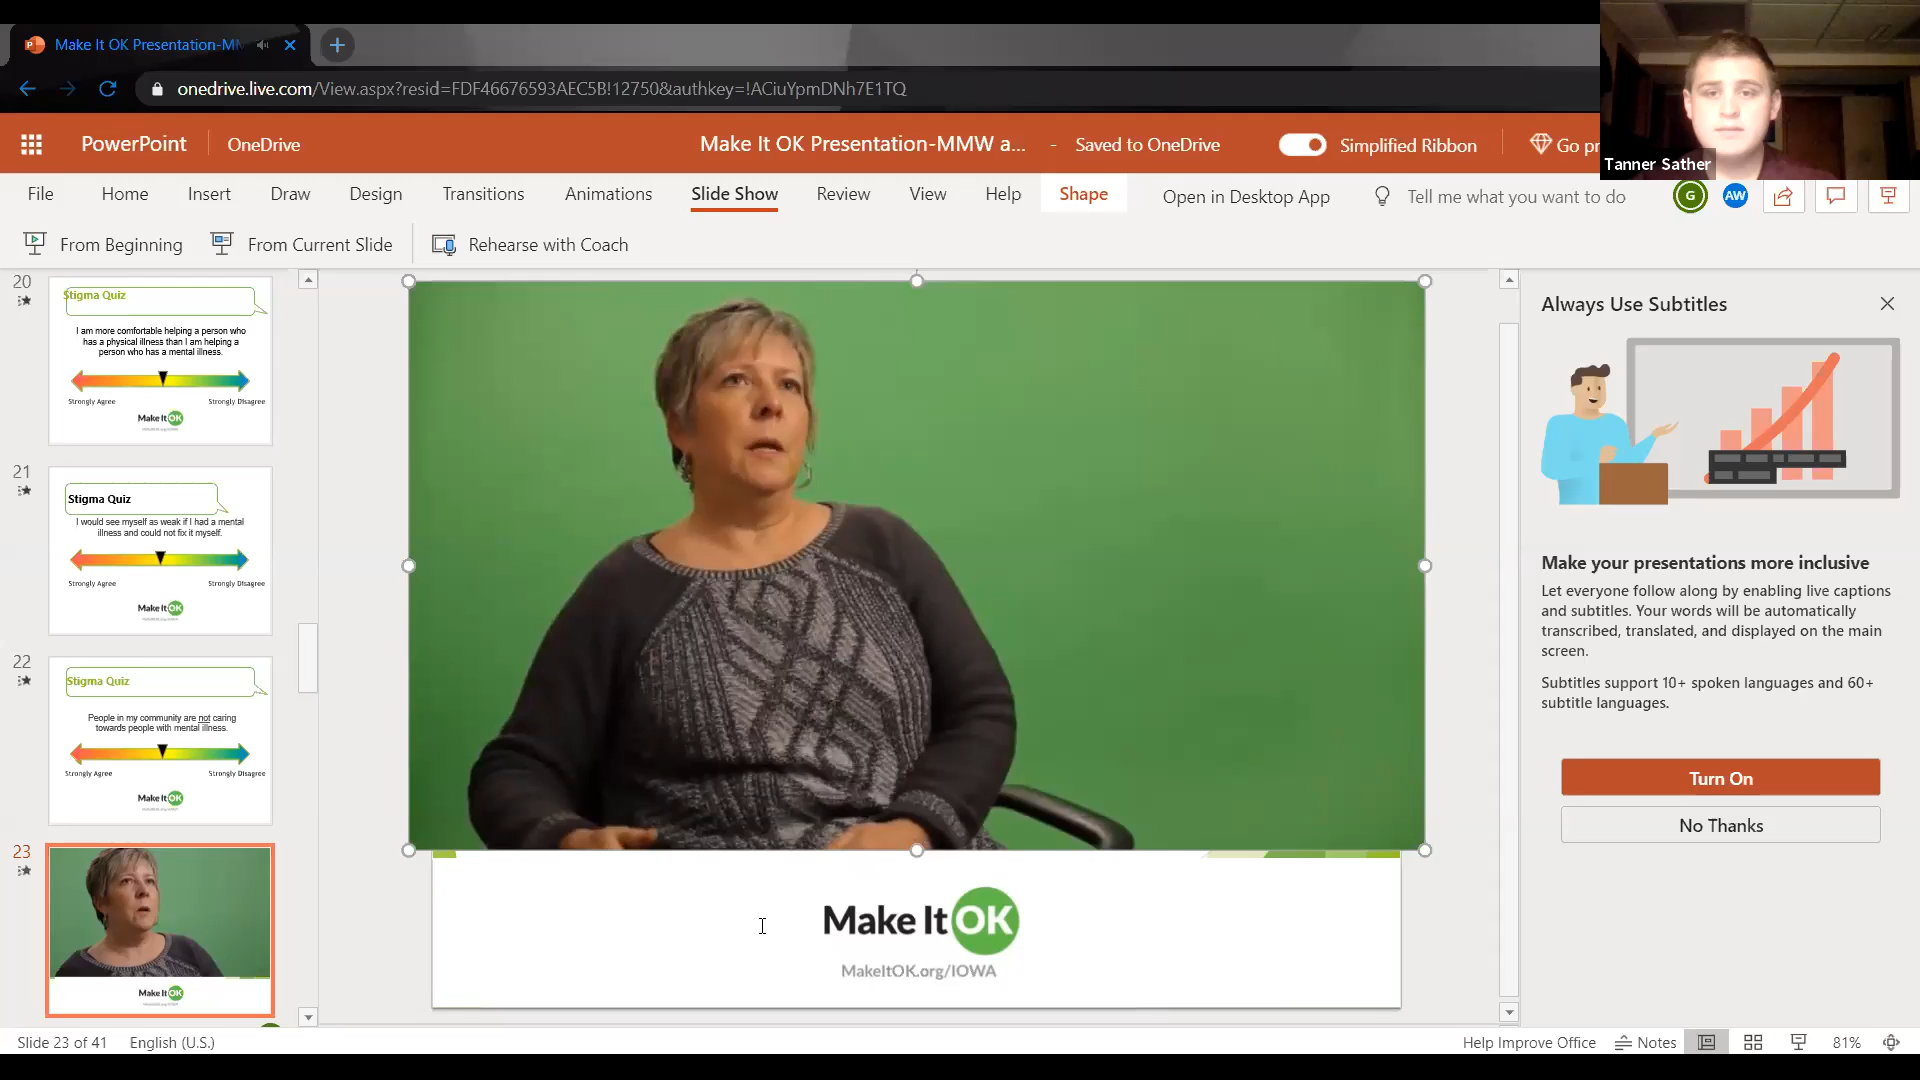 Make It OK Presentation-MM
onedrive.live.com/View.aspx?resid=FDF46676593AEC5B!12750&authkey=!ACiuYpmDNh7E1TQ
Tanner Sather
PowerPoint
OneDrive
Make It OK Presentation-MMW a...
- Saved to OneDrive
Simplified Ribbon
Go pr
File
Home
Insert
Draw
Design
Transitions
Animations
Slide Show
Review
View
Help
Shape
Open in Desktop App
Tell me what you want to do
G
AW
From Beginning
From Current Slide
Rehearse with Coach
20
Stigma Quiz
I am more comfortable helping a person who
has a physical illness than I am helping a
person who has a mental illness.
Strongly Agree
Strongly Disagree
Make It OK
21
Stigma Quiz
I would see myself as weak if I had a mental
illness and could not fix it myself.
Strongly Agree
Strongly Disagree
Make It OK
22
Stigma Quiz
People in my community are not caring
towards people with mental illness.
Strongly Agree
Strongly Disagree
Make It OK
23
Make It OK
Make It OK
MakeItOK.org/IOWA
Always Use Subtitles
Make your presentations more inclusive
Let everyone follow along by enabling live captions
and subtitles. Your words will be automatically
transcribed, translated, and displayed on the main
screen.
Subtitles support 10+ spoken languages and 60+
subtitle languages.
Turn On
No Thanks
Slide 23 of 41
English (U.S.)
Help Improve Office
Notes
81%